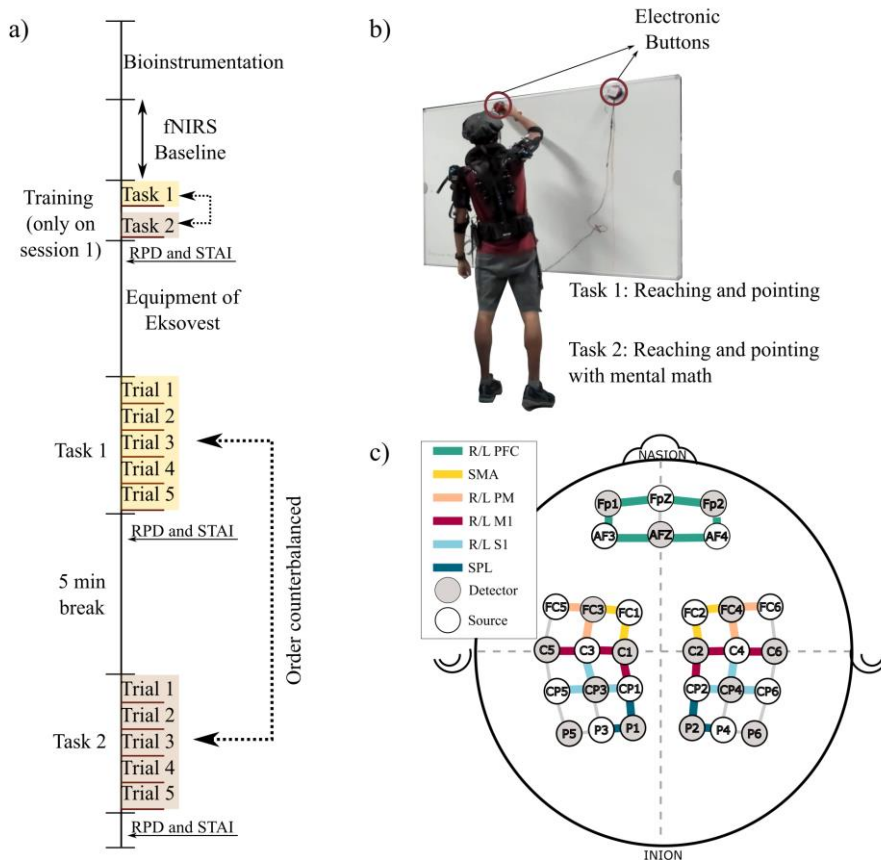 a)
Bioinstrumentation
fNIRS
Baseline
Training
(only on
session 1)
Task 1
Task 2
RPD and STAI
Equipment of
Eksovest
Task 1
Trial 1
Trial 2
Trial 3
Trial 4
Trial 5
RPD and STAI
5 min
break
Order counterbalanced
Task 2
Trial 1
Trial 2
Trial 3
Trial 4
Trial 5
RPD and STAI
b)
Electronic
Buttons
Task 1: Reaching and pointing
Task 2: Reaching and pointing
with mental math
c)
R/L PFC
SMA
R/L PM
R/L M1
R/L S1
SPL
Detector
Source
NASION
Fp1 FpZ Fp2
AF3 AFZ AF4
FC5 FC3 FC1 FC2 FC4 FC6
C5 C3 C1 C2 C4 C6
CP5 CP3 CP1 CP2 CP4 CP6
P5 P3 P1 P2 P4 P6
INION